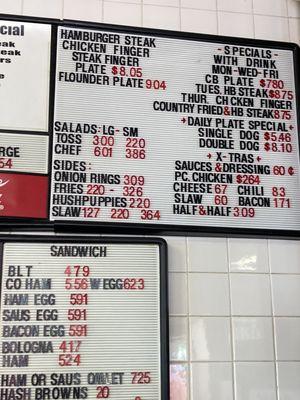 cial
HAMBURGER STEAK
CHICKEN FINGER
STEAK FINGER
PLATE $8.05
FLOUNDER PLATE 904
SALADS: LG - SM
TOSS 300 220
CHEF 601 386
SIDES:
ONION RINGS 309
FRIES 220 - 326
HUSHPUPPIES 220
SLAW 127 220 364
- SPECIALS -
WITH DRINK
MON-WED-FRI
CB PLATE $780
TUES. HB STEAK $875
THUR. CH FINGER
COUNTRY FRIED & HB STEAK 875
+ DAILY PLATE SPECIAL +
SINGLE DOG $5.46
DOUBLE DOG $8.10
+ X-TRAS +
SAUCES & DRESSING 60¢
PC. CHICKEN $264
CHEESE 67 CHILI 83
SLAW 60 BACON 171
HALF & HALF 309
RGE
54
SANDWICH
BLT 479
CO HAM 556 W EGG 623
HAM EGG 591
SAUS EGG 591
BACON EGG 591
BOLOGNA 417
HAM 524
HAM OR SAUS OMLET 725
HASH BROWNS 20